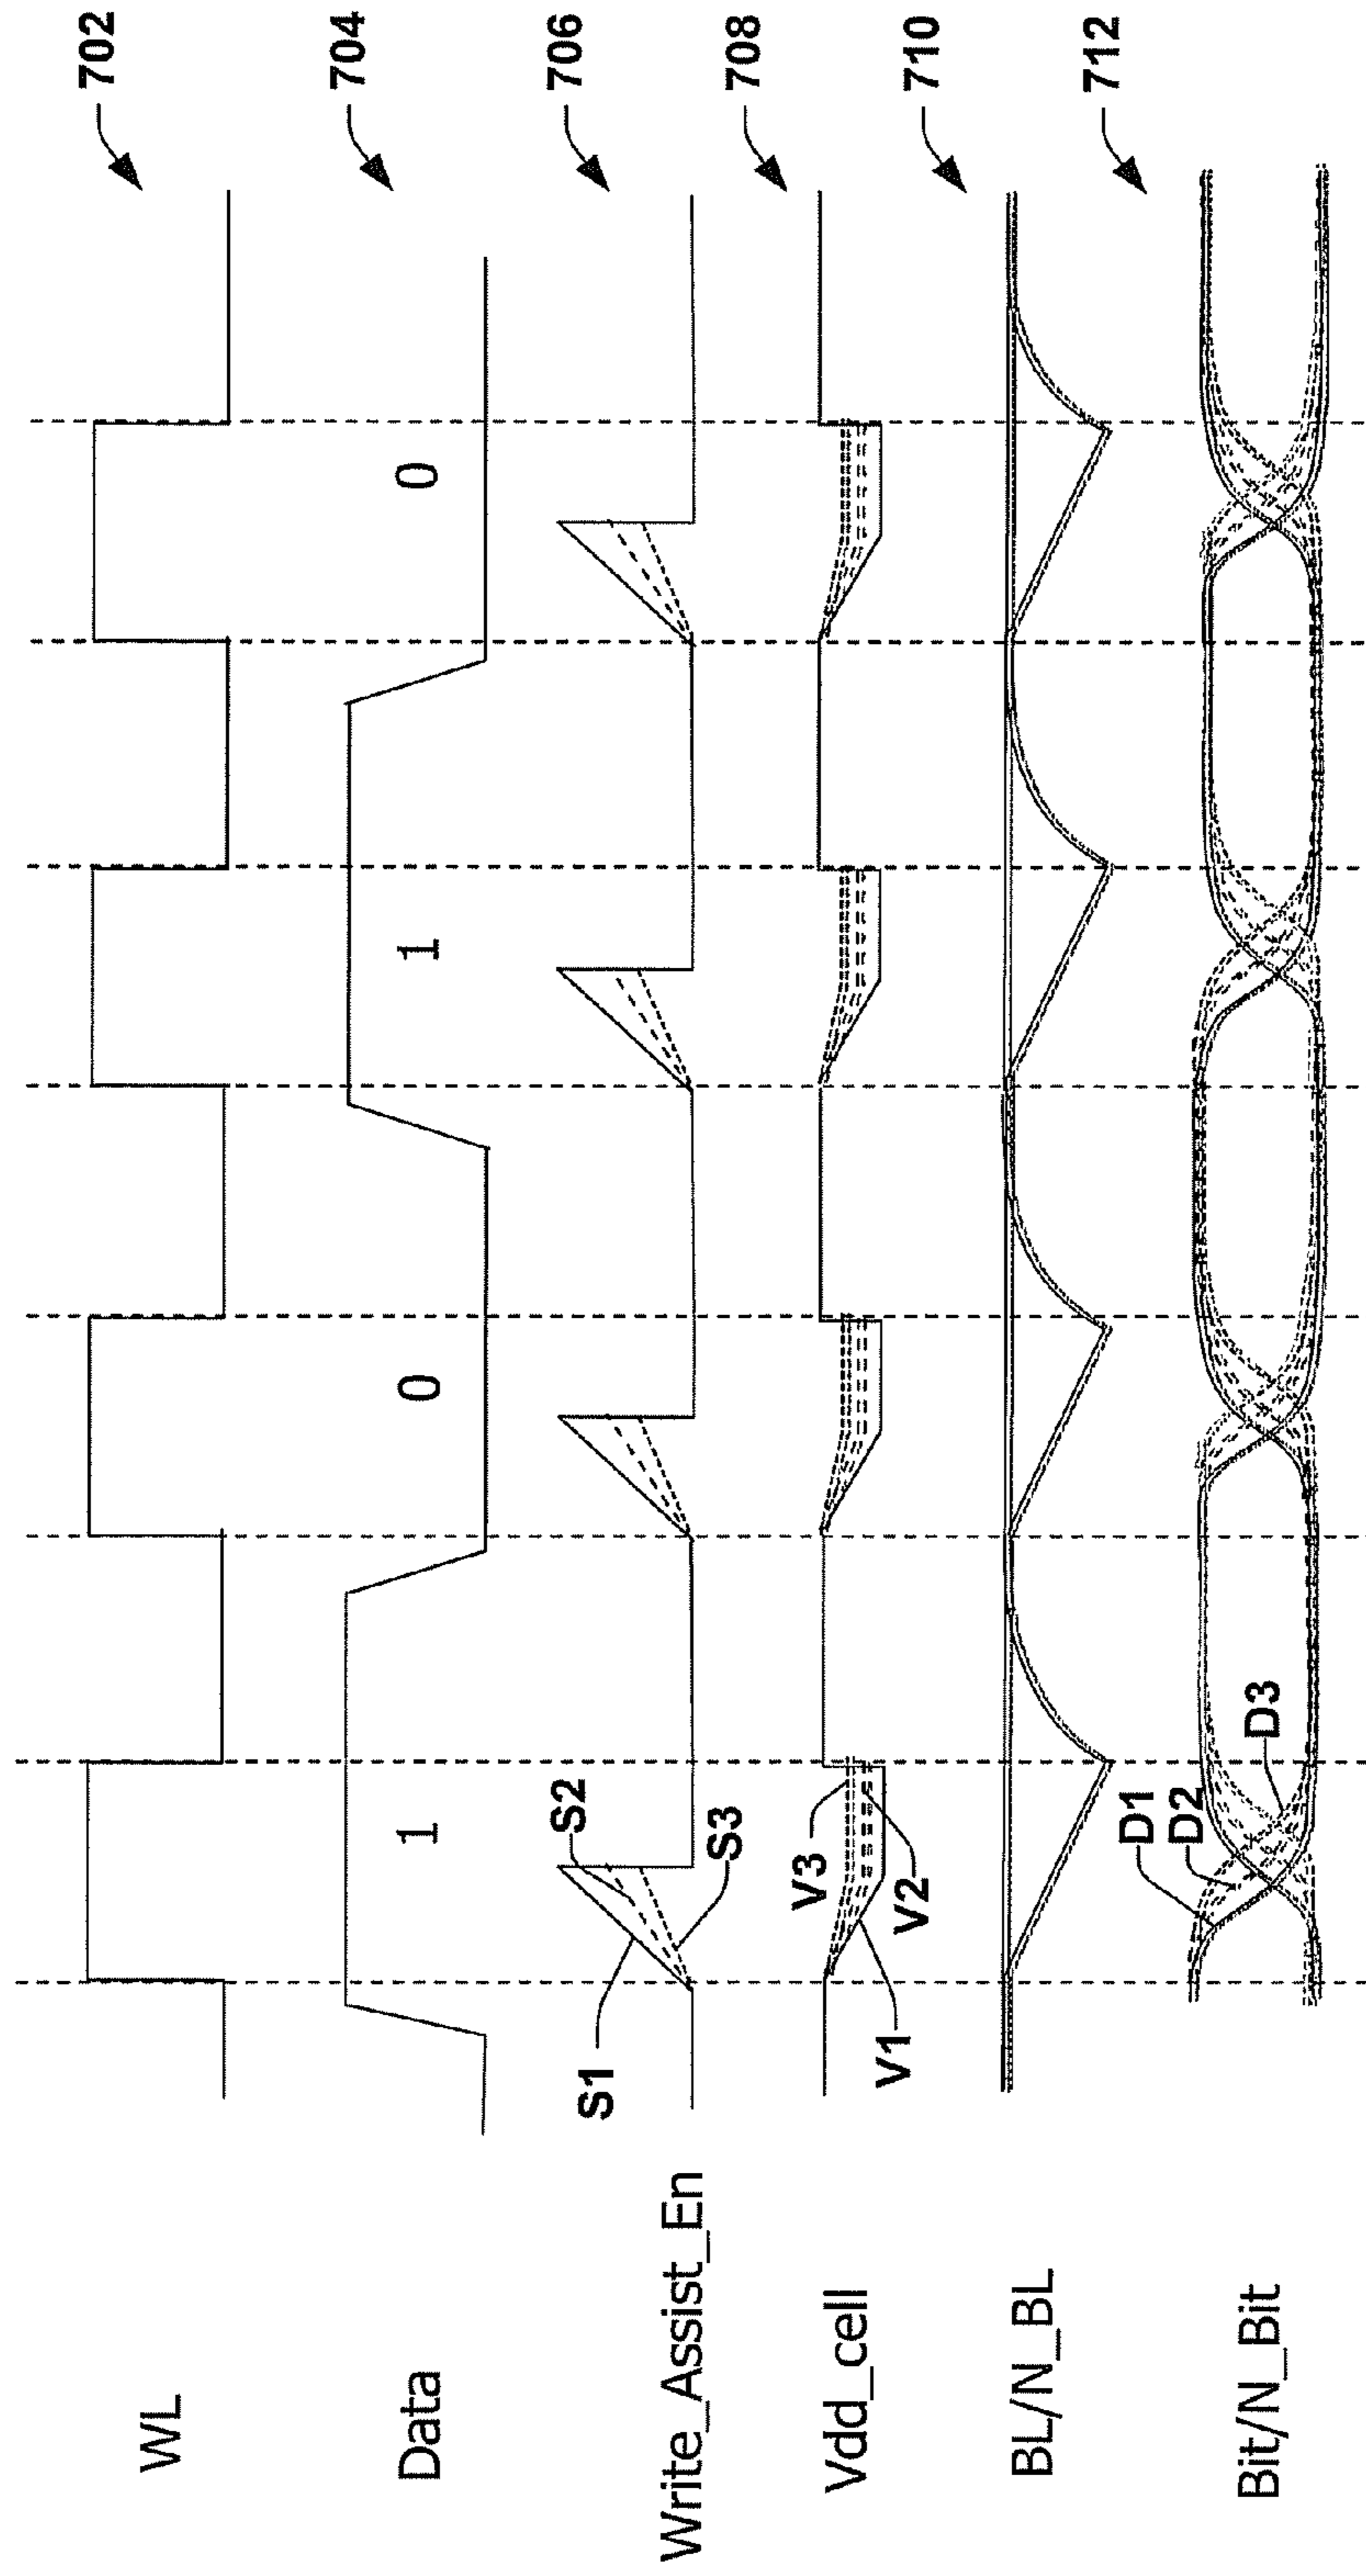 WL
702
Data
1
0
1
0
704
Write_Assist_En
S1
S2
S3
706
Vdd_cell
V1
V3
V2
708
BL/N_BL
710
Bit/N_Bit
D1
D2
D3
712